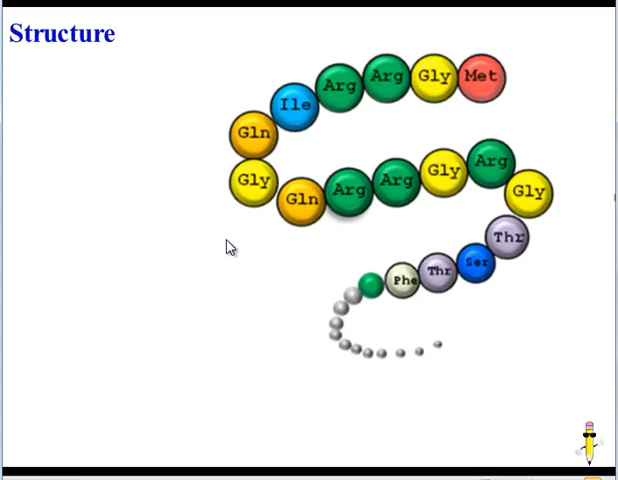 Structure
Met Gly Arg Arg Ile Gln
Gly Gln Arg Arg Gly Arg Gly
Thr Ser Thr Phe